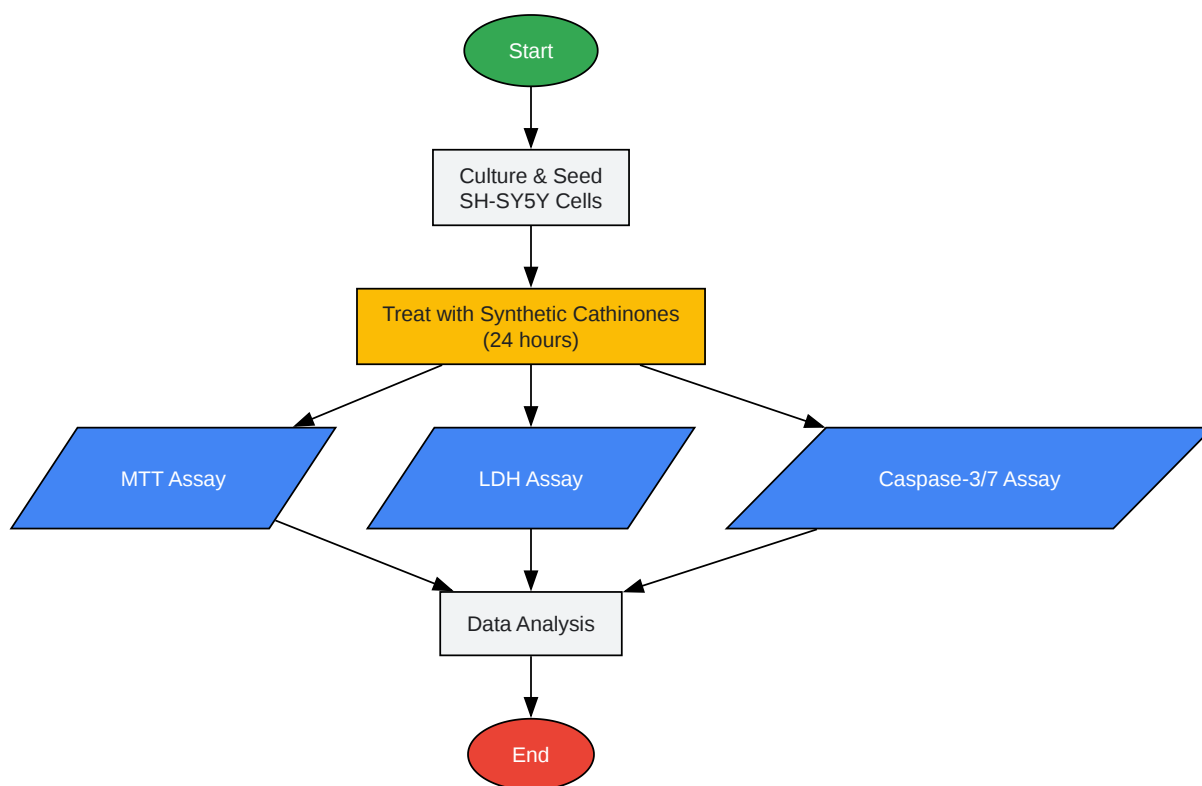 Start
Culture & Seed
SH-SY5Y Cells
Treat with Synthetic Cathinones
(24 hours)
MTT Assay
LDH Assay
Caspase-3/7 Assay
Data Analysis
End